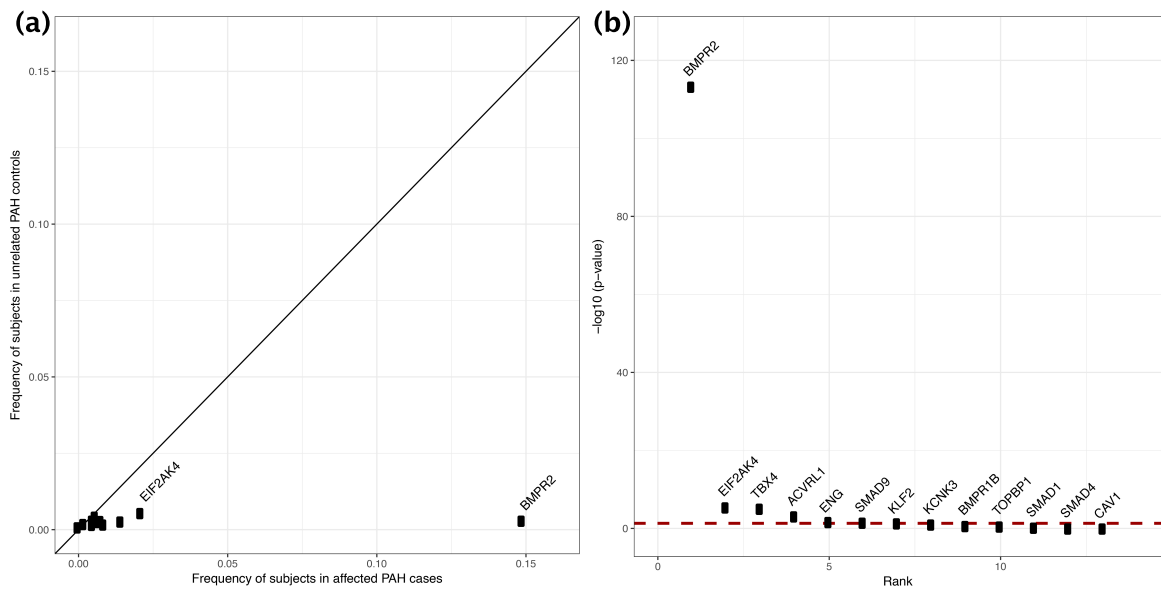 (a)
Frequency of subjects in unrelated PAH controls
0.15
0.10
0.05
0.00
EIF2AK4
BMPR2
0.00 0.05 0.10 0.15
Frequency of subjects in affected PAH cases
(b)
−log10 (p−value)
120
80
40
0
BMPR2
EIF2AK4
TBX4
ACVRL1
ENG
SMAD9
KLF2
KCNK3
BMPR1B
TOPBP1
SMAD1
SMAD4
CAV1
0 5 10
Rank